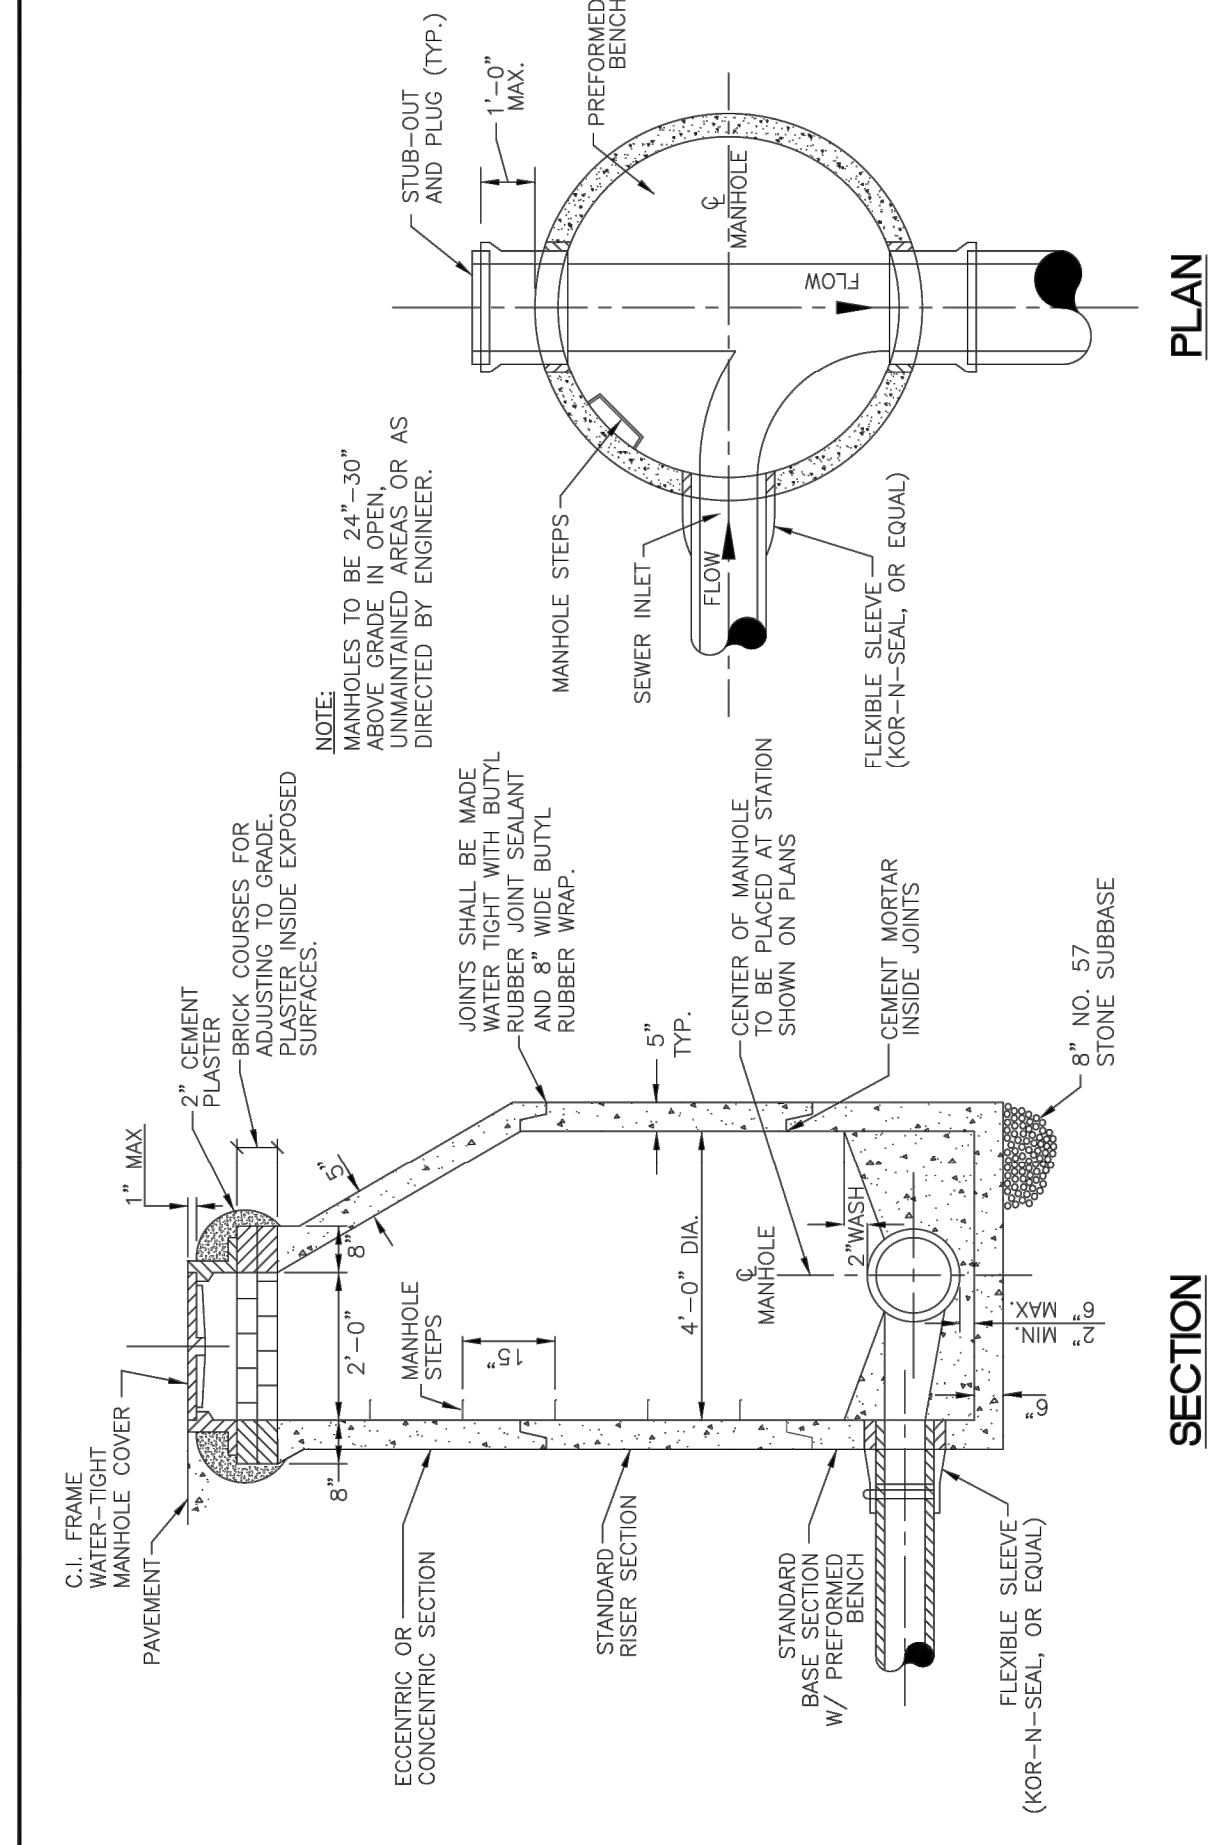 C.I. FRAME
WATER-TIGHT
MANHOLE COVER
PAVEMENT
1" MAX
2" CEMENT
PLASTER
BRICK COURSES FOR
ADJUSTING TO GRADE.
PLASTER INSIDE EXPOSED
SURFACES.
8"
2'-0"
8"
5"
MANHOLE
STEPS
15"
ECCENTRIC OR
CONCENTRIC SECTION
JOINTS SHALL BE MADE
WATER TIGHT WITH BUTYL
RUBBER JOINT SEALANT
AND 8" WIDE BUTYL
RUBBER WRAP.
STANDARD
RISER SECTION
5"
TYP.
4'-0" DIA.
CENTER OF MANHOLE
TO BE PLACED AT STATION
SHOWN ON PLANS
℄
MANHOLE
STANDARD
BASE SECTION
W/ PREFORMED
BENCH
2"WASH
CEMENT MORTAR
INSIDE JOINTS
2" MIN.
6" MAX.
6"
8" NO. 57
STONE SUBBASE
FLEXIBLE SLEEVE
(KOR-N-SEAL, OR EQUAL)
SECTION
NOTE:
MANHOLES TO BE 24"-30"
ABOVE GRADE IN OPEN,
UNMAINTAINED AREAS OR AS
DIRECTED BY ENGINEER.
STUB-OUT
AND PLUG (TYP.)
1'-0"
MAX.
PREFORMED
BENCH
MANHOLE STEPS
SEWER INLET
FLOW
℄
MANHOLE
FLOW
FLEXIBLE SLEEVE
(KOR-N-SEAL, OR EQUAL)
PLAN